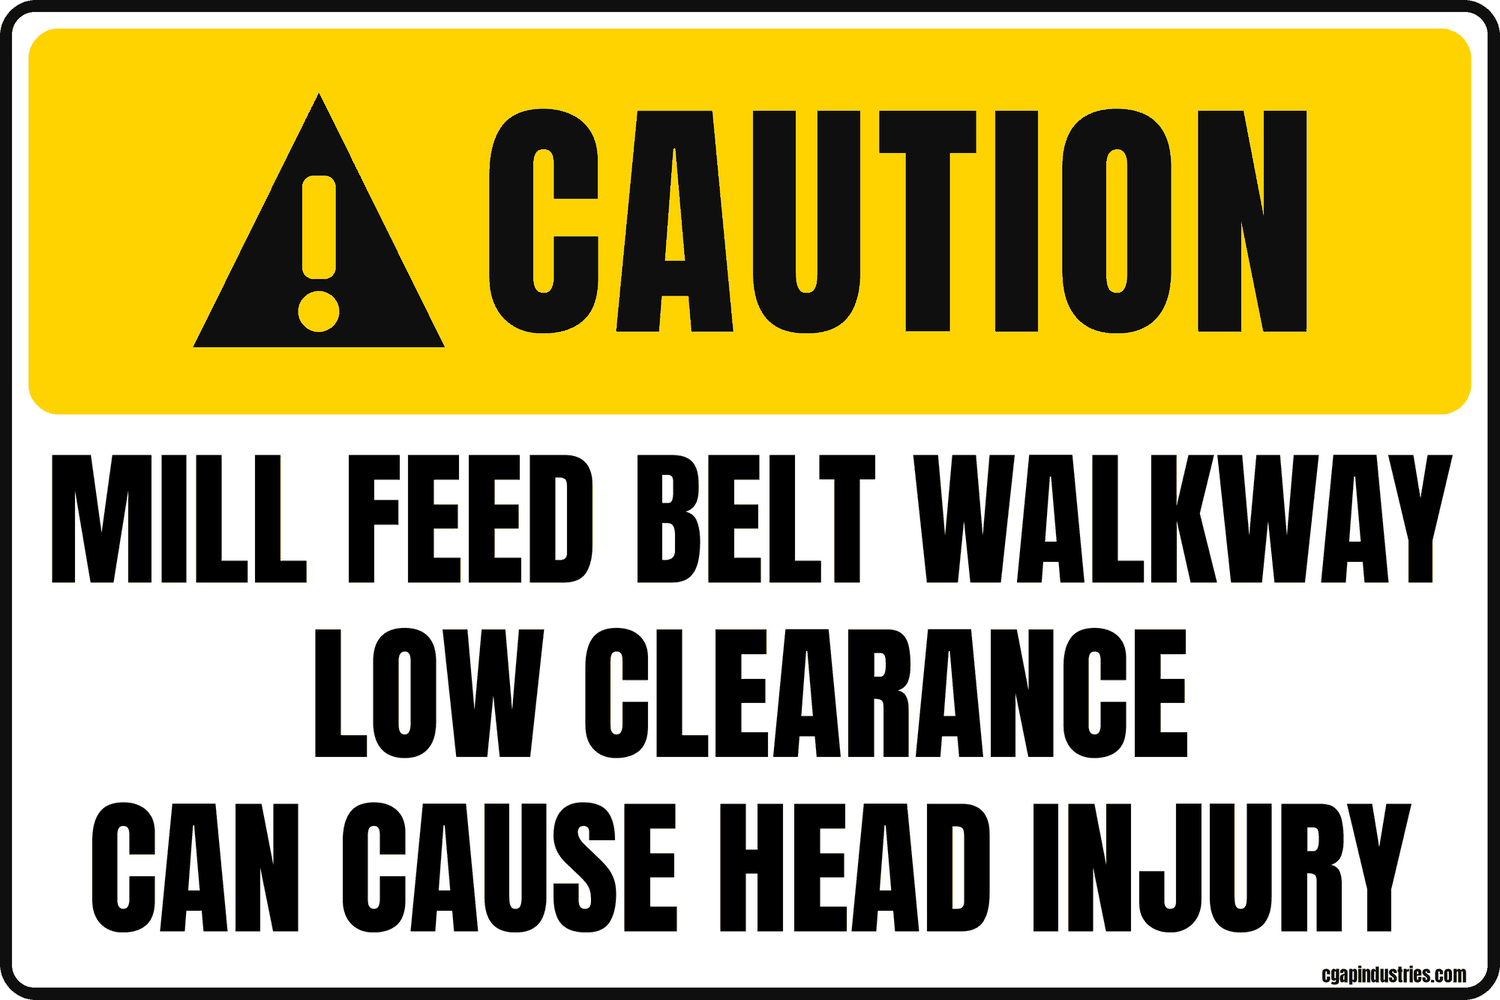 CAUTION
MILL FEED BELT WALKWAY
LOW CLEARANCE
CAN CAUSE HEAD INJURY
cgapindustries.com